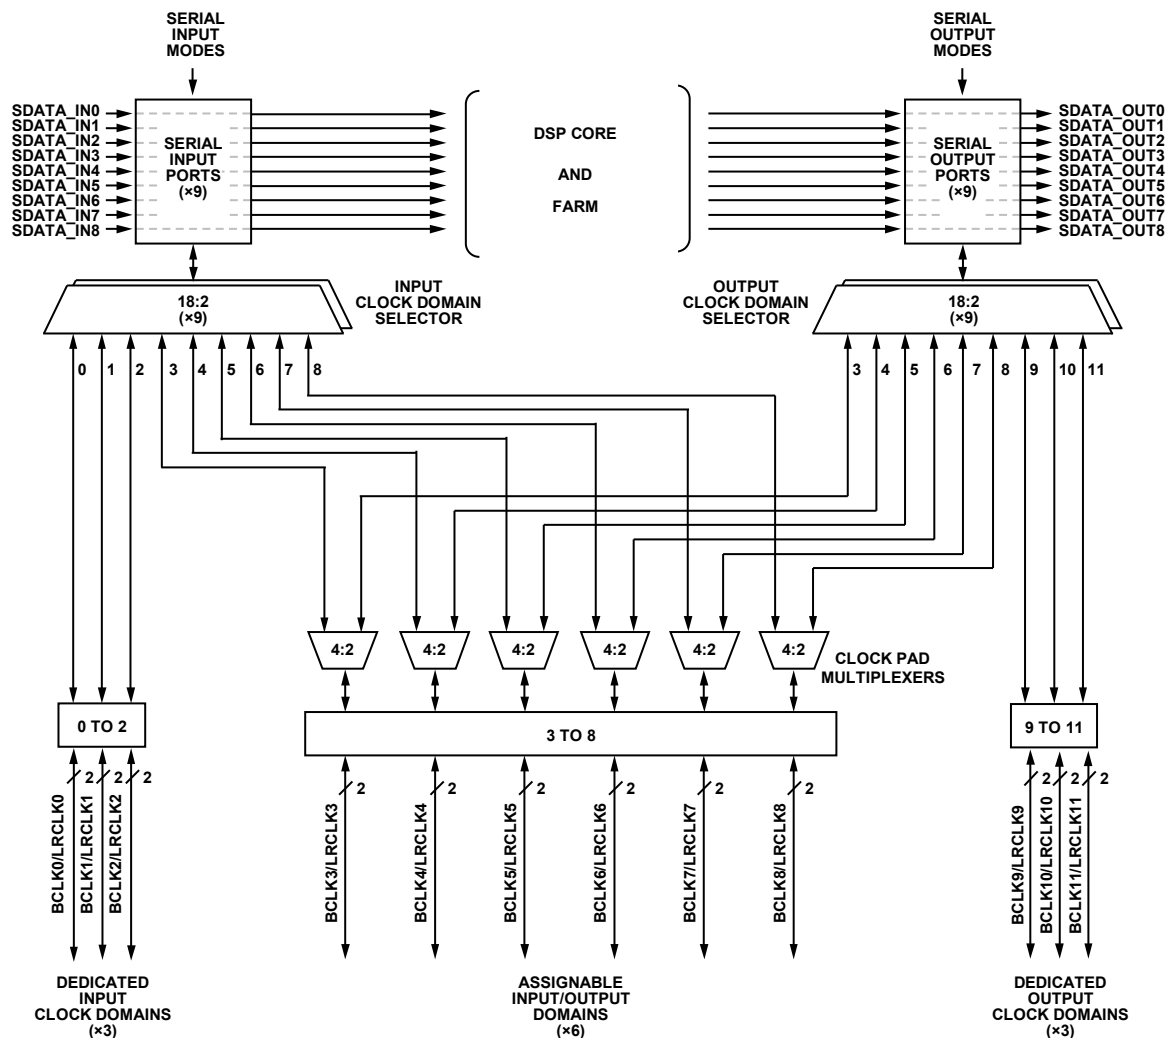 SERIAL
INPUT
MODES
SERIAL
OUTPUT
MODES
SDATA_IN0
SDATA_IN1
SDATA_IN2
SDATA_IN3
SDATA_IN4
SDATA_IN5
SDATA_IN6
SDATA_IN7
SDATA_IN8
SERIAL
INPUT
PORTS
(×9)
DSP CORE
AND
FARM
SERIAL
OUTPUT
PORTS
(×9)
SDATA_OUT0
SDATA_OUT1
SDATA_OUT2
SDATA_OUT3
SDATA_OUT4
SDATA_OUT5
SDATA_OUT6
SDATA_OUT7
SDATA_OUT8
18:2
(×9)
INPUT
CLOCK DOMAIN
SELECTOR
OUTPUT
CLOCK DOMAIN
SELECTOR
18:2
(×9)
0 1 2 3 4 5 6 7 8
3 4 5 6 7 8 9 10 11
4:2 4:2 4:2 4:2 4:2 4:2
CLOCK PAD
MULTIPLEXERS
0 TO 2
3 TO 8
9 TO 11
2 2 2
2 2 2 2 2 2
2 2 2
BCLK0/LRCLK0
BCLK1/LRCLK1
BCLK2/LRCLK2
BCLK3/LRCLK3
BCLK4/LRCLK4
BCLK5/LRCLK5
BCLK6/LRCLK6
BCLK7/LRCLK7
BCLK8/LRCLK8
BCLK9/LRCLK9
BCLK10/LRCLK10
BCLK11/LRCLK11
DEDICATED
INPUT
CLOCK DOMAINS
(×3)
ASSIGNABLE
INPUT/OUTPUT
DOMAINS
(×6)
DEDICATED
OUTPUT
CLOCK DOMAINS
(×3)